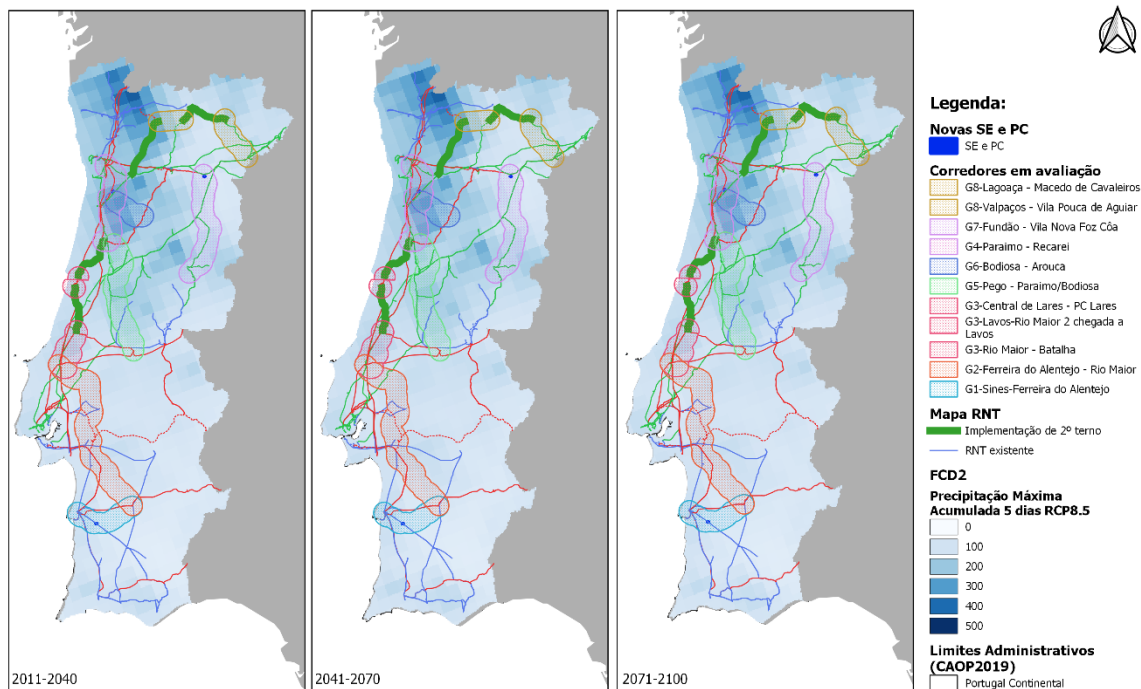 2011-2040
2041-2070
2071-2100
Legenda:
Novas SE e PC
SE e PC
Corredores em avaliação
G8-Lagoaça - Macedo de Cavaleiros
G8-Valpaços - Vila Pouca de Aguiar
G7-Fundão - Vila Nova Foz Côa
G4-Paraimo - Recarei
G6-Bodiosa - Arouca
G5-Pego - Paraimo/Bodiosa
G3-Central de Lares - PC Lares
G3-Lavos-Rio Maior 2 chegada a
Lavos
G3-Rio Maior - Batalha
G2-Ferreira do Alentejo - Rio Maior
G1-Sines-Ferreira do Alentejo
Mapa RNT
Implementação de 2º terno
RNT existente
FCD2
Precipitação Máxima
Acumulada 5 dias RCP8.5
0
100
200
300
400
500
Limites Administrativos
(CAOP2019)
Portugal Continental